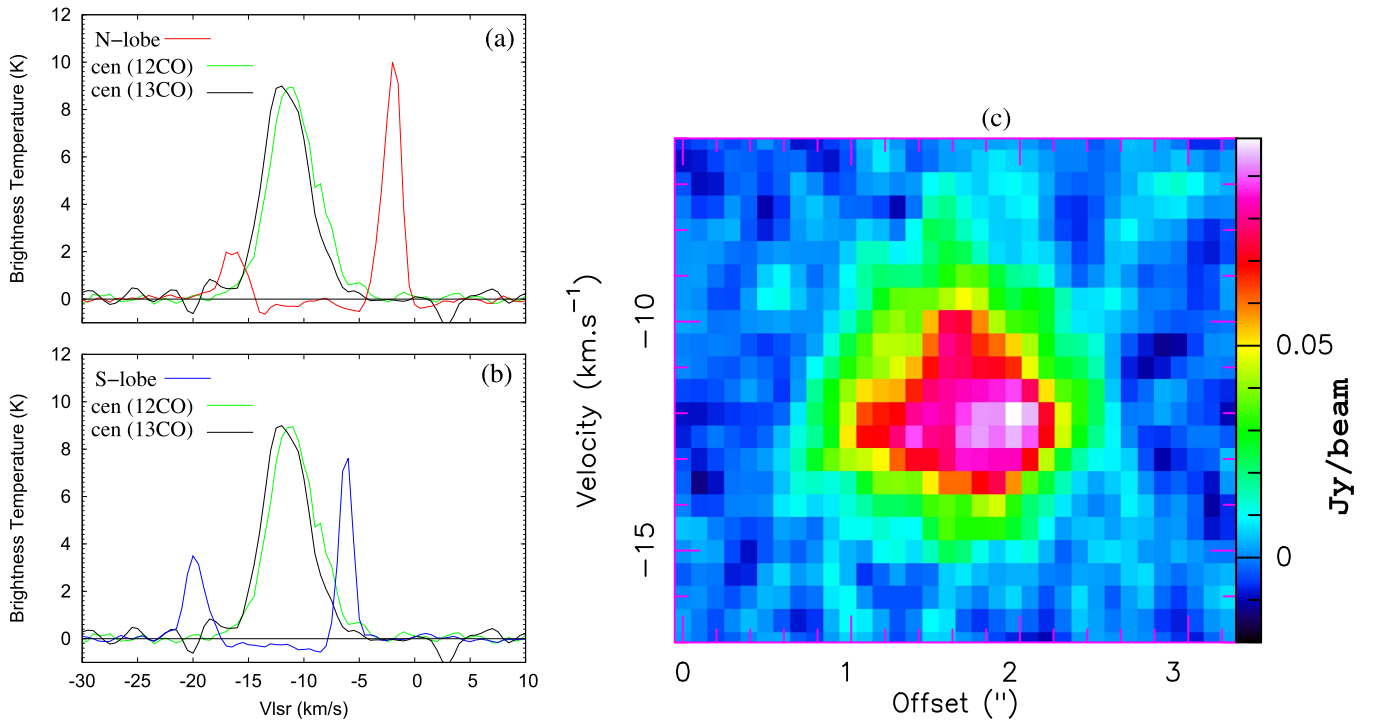 (a)
N−lobe
cen (12CO)
cen (13CO)
Brightness Temperature (K)
12
10
8
6
4
2
0
(b)
S−lobe
cen (12CO)
cen (13CO)
Brightness Temperature (K)
12
10
8
6
4
2
0
-30 -25 -20 -15 -10 -5 0 5 10
Vlsr (km/s)
(c)
Velocity (km.s⁻¹)
−10
−15
0 1 2 3
Offset (")
0.05
0
Jy/beam